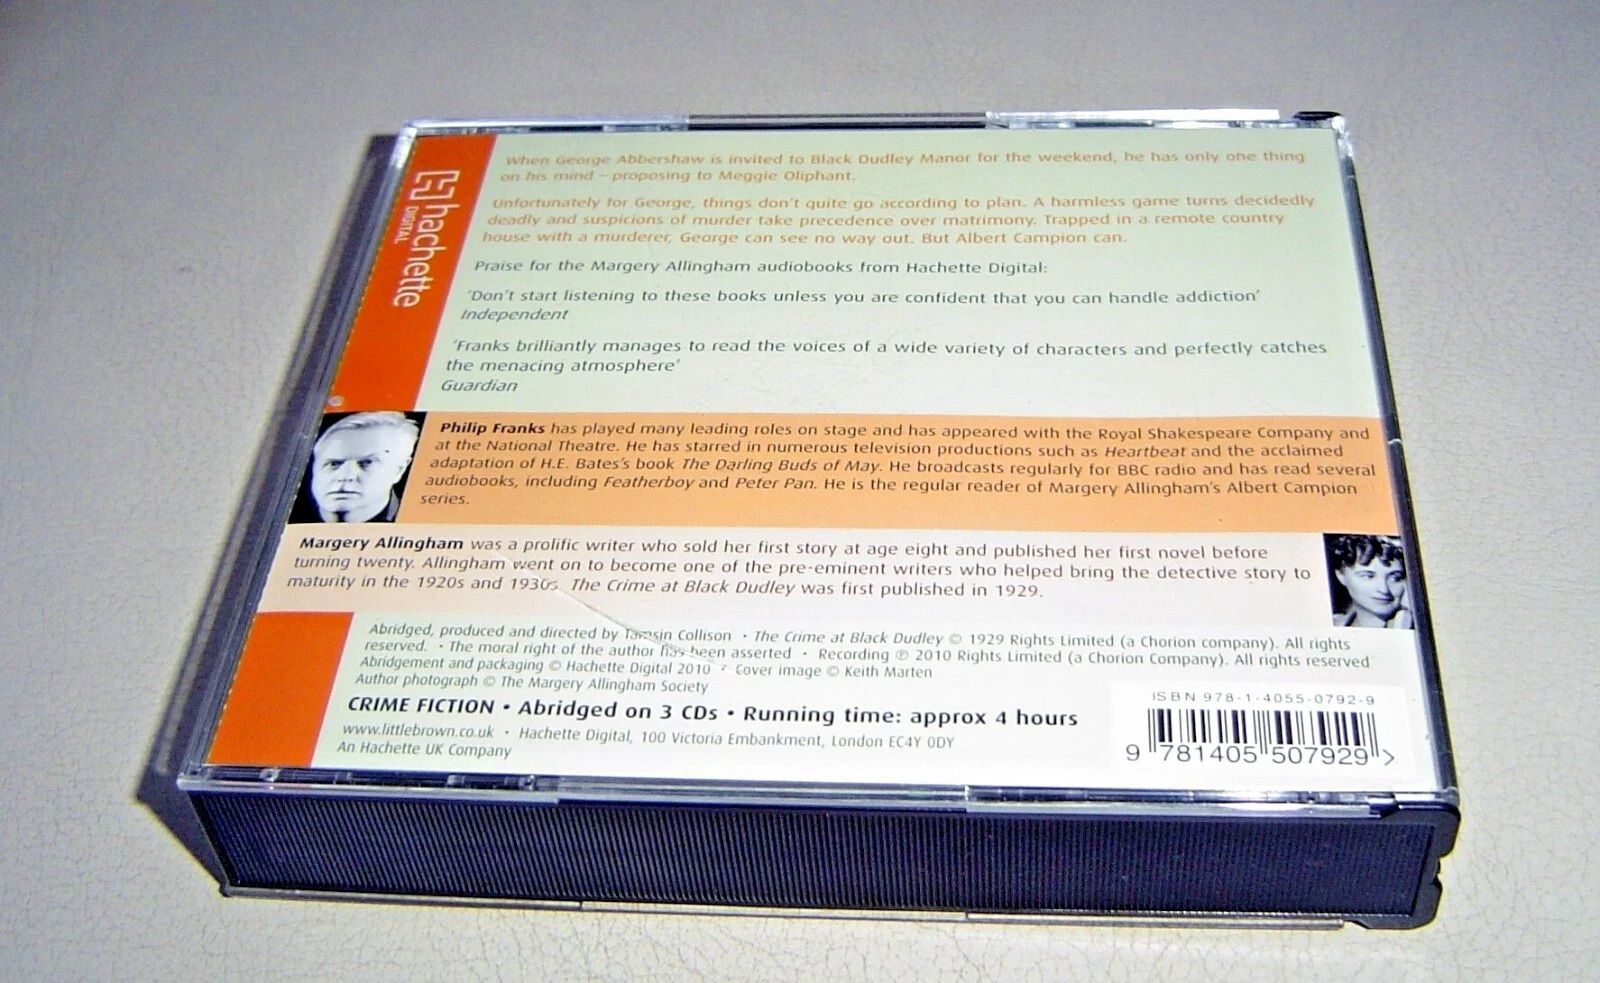 hachette
DIGITAL
When George Abbershaw is invited to Black Dudley Manor for the weekend, he has only one thing
on his mind – proposing to Meggie Oliphant.
Unfortunately for George, things don't quite go according to plan. A harmless game turns decidedly
deadly and suspicions of murder take precedence over matrimony. Trapped in a remote country
house with a murderer, George can see no way out. But Albert Campion can.
Praise for the Margery Allingham audiobooks from Hachette Digital:
'Don't start listening to these books unless you are confident that you can handle addiction'
Independent
'Franks brilliantly manages to read the voices of a wide variety of characters and perfectly catches
the menacing atmosphere'
Guardian
Philip Franks has played many leading roles on stage and has appeared with the Royal Shakespeare Company and
at the National Theatre. He has starred in numerous television productions such as Heartbeat and the acclaimed
adaptation of H.E. Bates's book The Darling Buds of May. He broadcasts regularly for BBC radio and has read several
audiobooks, including Featherboy and Peter Pan. He is the regular reader of Margery Allingham's Albert Campion
series.
Margery Allingham was a prolific writer who sold her first story at age eight and published her first novel before
turning twenty. Allingham went on to become one of the pre-eminent writers who helped bring the detective story to
maturity in the 1920s and 1930s. The Crime at Black Dudley was first published in 1929.
Abridged, produced and directed by Tamsin Collison • The Crime at Black Dudley © 1929 Rights Limited (a Chorion company). All rights
reserved. • The moral right of the author has been asserted • Recording ℗ 2010 Rights Limited (a Chorion Company). All rights reserved
Abridgement and packaging © Hachette Digital 2010 • Cover image © Keith Marten
Author photograph © The Margery Allingham Society
CRIME FICTION • Abridged on 3 CDs • Running time: approx 4 hours
www.littlebrown.co.uk • Hachette Digital, 100 Victoria Embankment, London EC4Y 0DY
An Hachette UK Company
ISBN 978-1-4055-0792-9
9 781405 507929 >